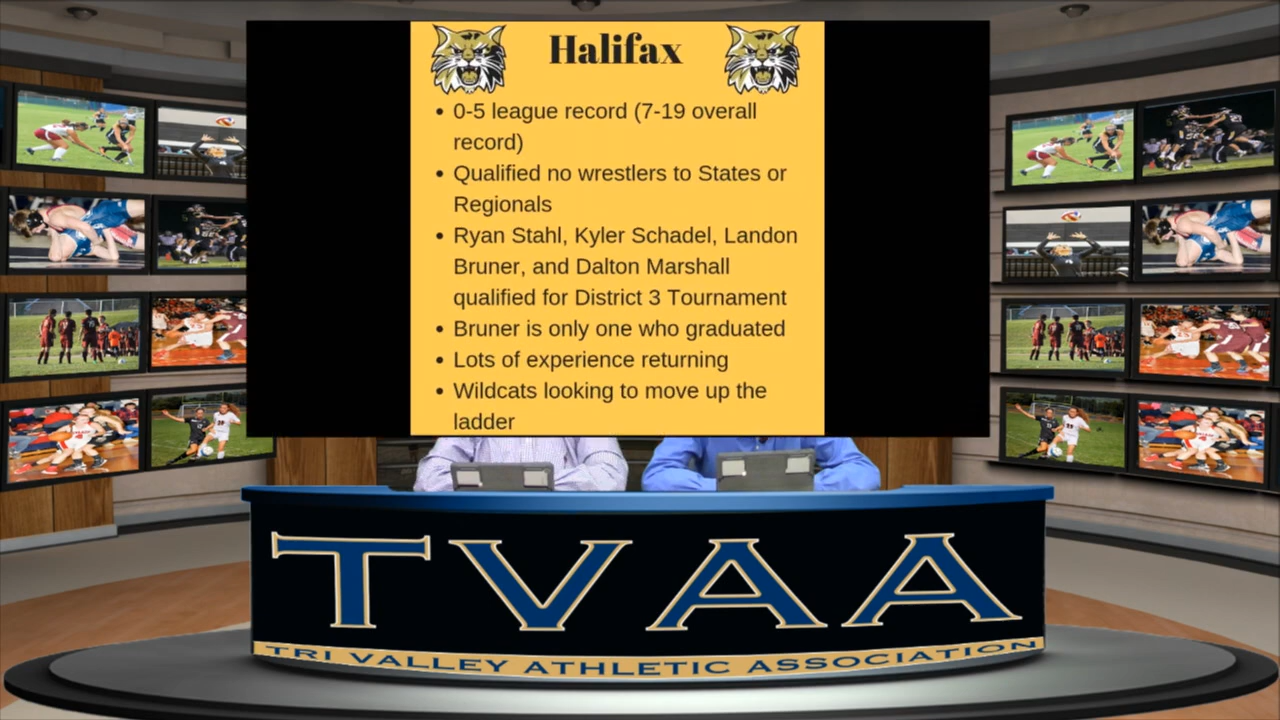 Halifax
• 0-5 league record (7-19 overall
record)
• Qualified no wrestlers to States or
Regionals
• Ryan Stahl, Kyler Schadel, Landon
Bruner, and Dalton Marshall
qualified for District 3 Tournament
• Bruner is only one who graduated
• Lots of experience returning
• Wildcats looking to move up the
ladder
TVAA
TRI VALLEY ATHLETIC ASSOCIATION